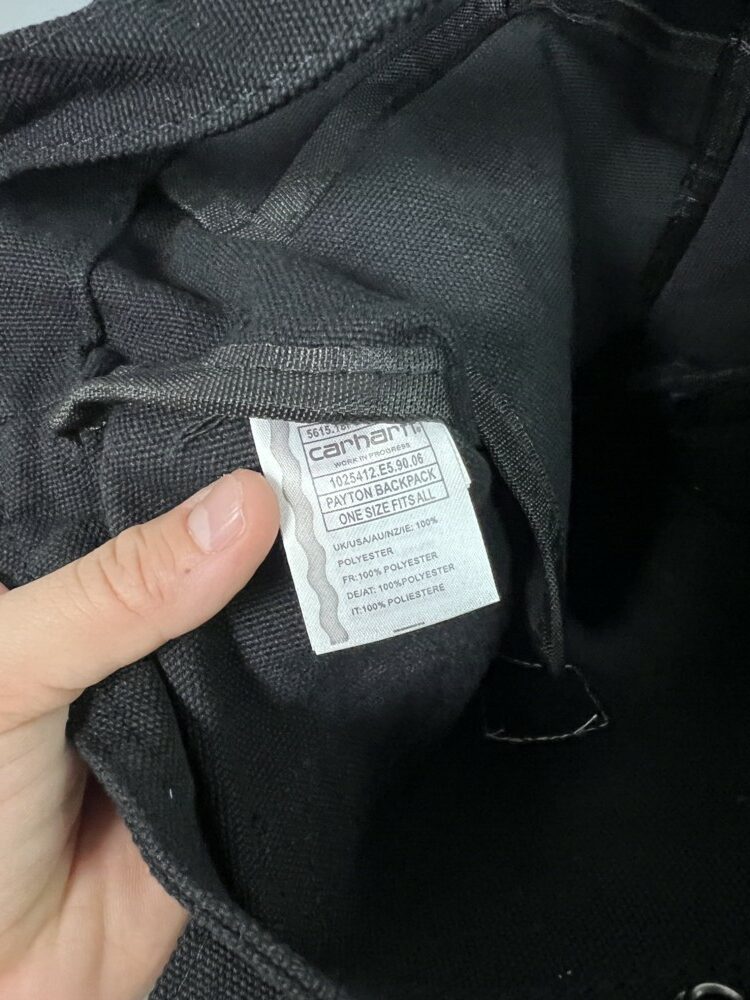 carhartt
WORK IN PROGRESS
1025412.E5.90.06
PAYTON BACKPACK
ONE SIZE FITS ALL
UK/USA/AU/NZ/IE: 100%
POLYESTER
FR:100% POLYESTER
DE/AT: 100%POLYESTER
IT:100% POLIESTERE